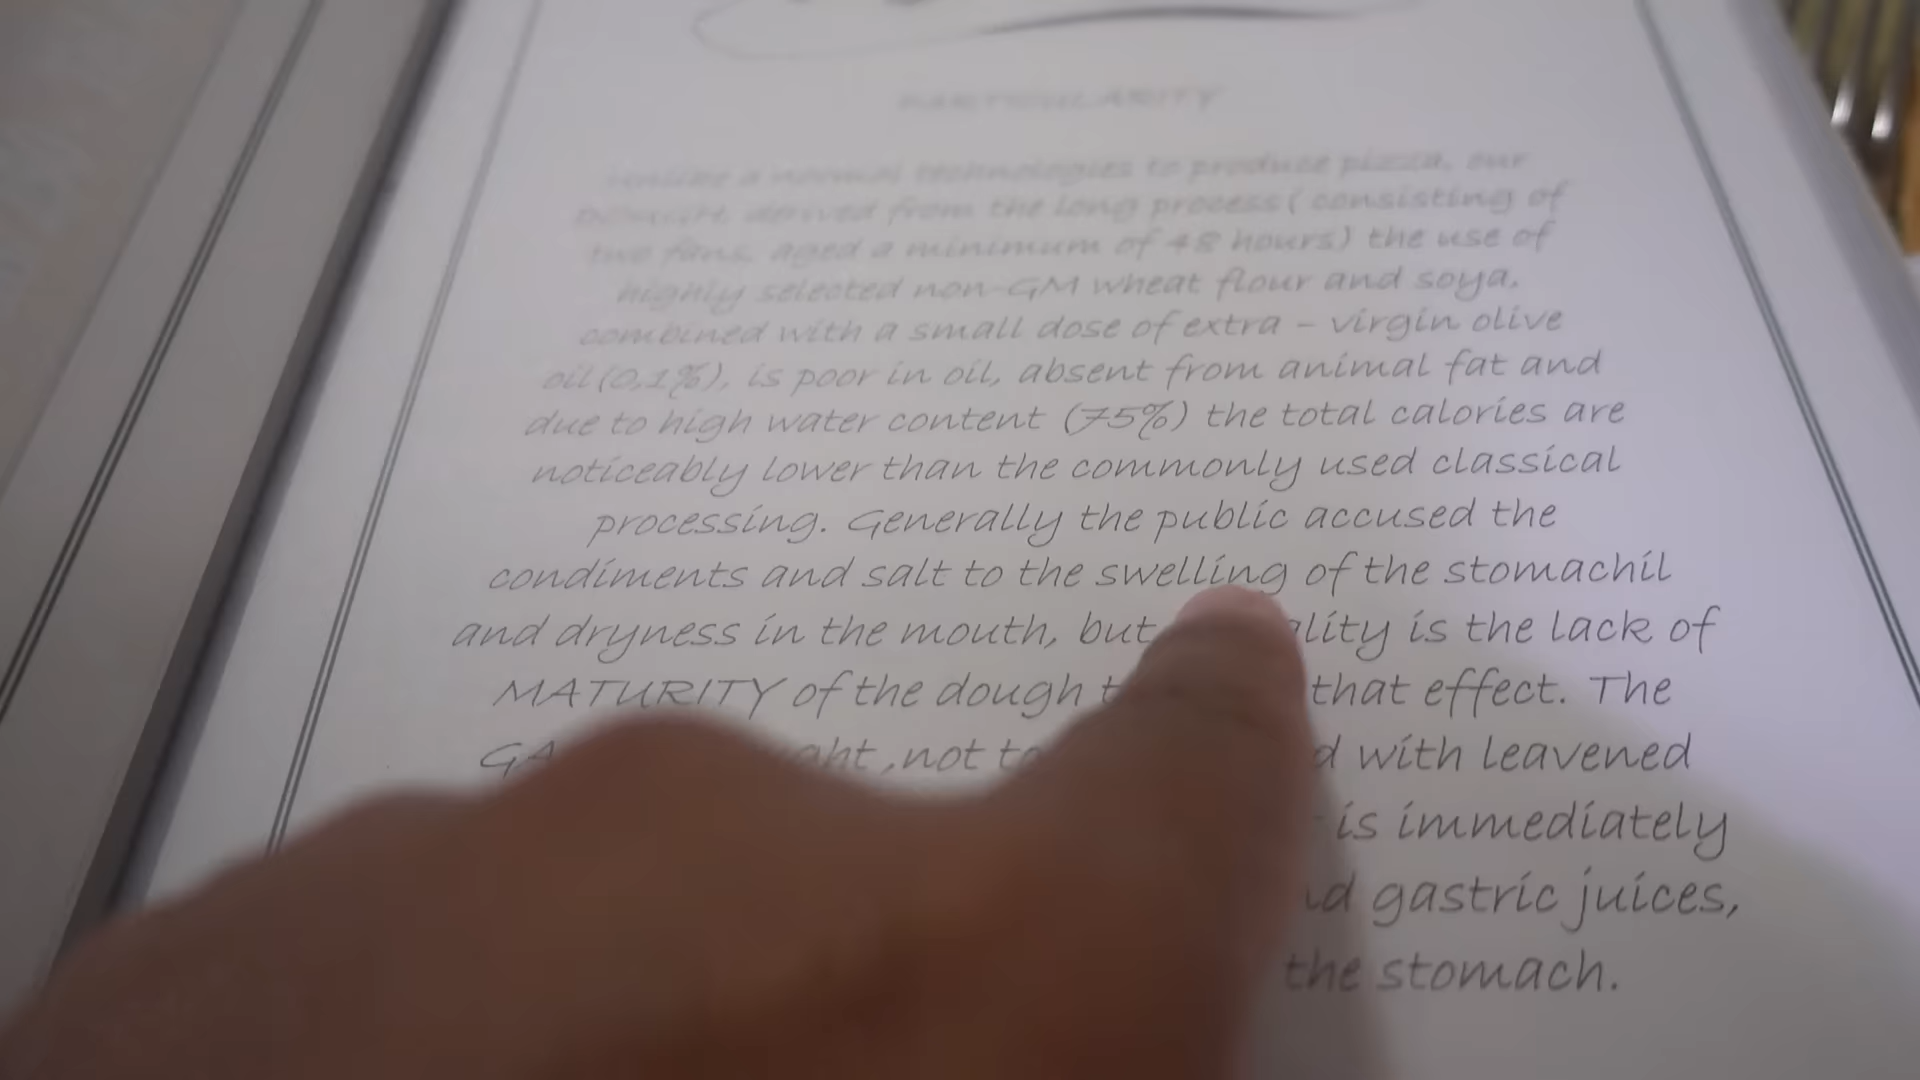 PARTICULARITY
a normal technologies to produce pizza, our
derived from the long process ( consisting of
two fans, aged a minimum of 48 hours) the use of
highly selected non-GM wheat flour and soya,
combined with a small dose of extra – virgin olive
oil (0,1%), is poor in oil, absent from animal fat and
due to high water content (75%) the total calories are
noticeably lower than the commonly used classical
processing. Generally the public accused the
condiments and salt to the swelling of the stomachil
and dryness in the mouth, but is the lack of
MATURITY of the dough that effect. The
,not with leavened
is immediately
gastric juices,
the stomach.